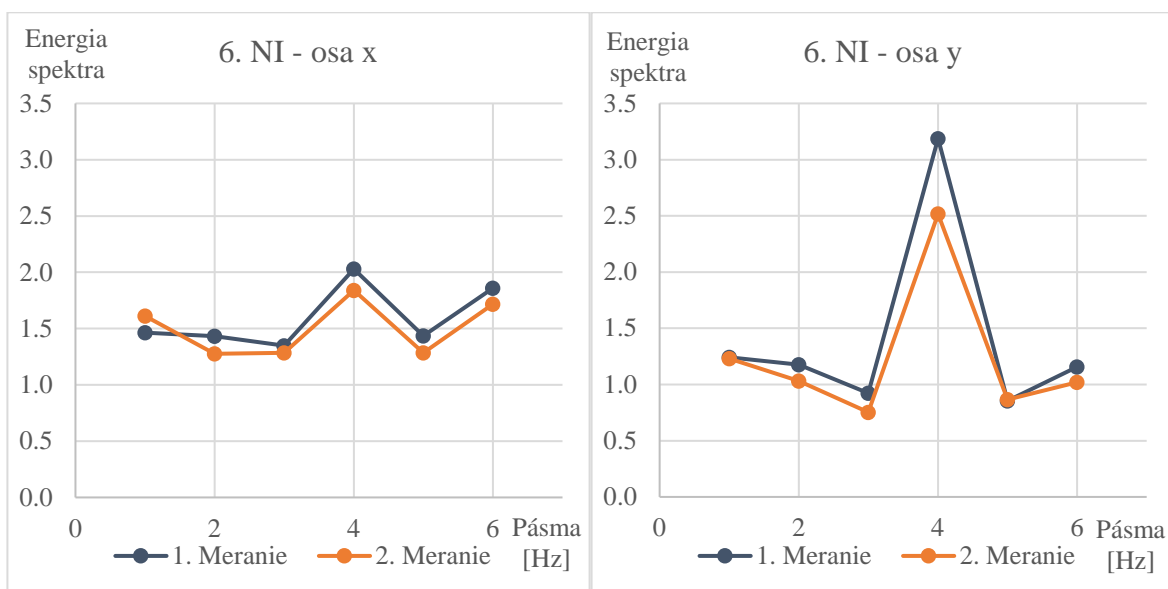 Energia
spektra
6. NI - osa x
3.5
3.0
2.5
2.0
1.5
1.0
0.5
0.0
0 2 4 6 Pásma
[Hz]
1. Meranie 2. Meranie
Energia
spektra
6. NI - osa y
3.5
3.0
2.5
2.0
1.5
1.0
0.5
0.0
0 2 4 6 Pásma
[Hz]
1. Meranie 2. Meranie